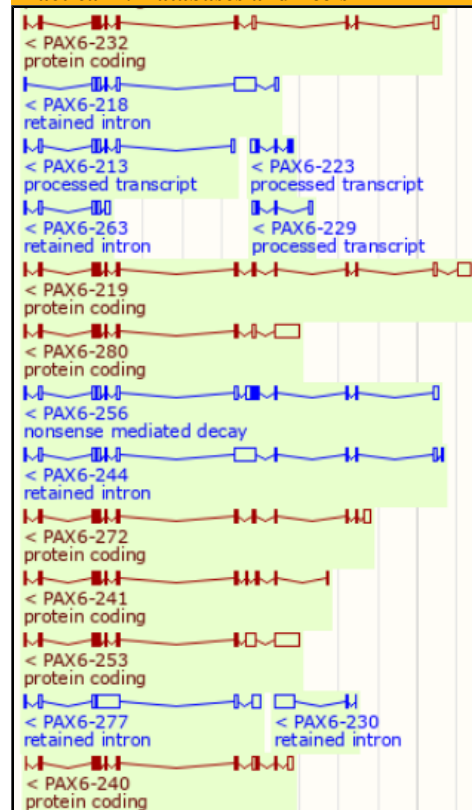 < PAX6-232
protein coding
< PAX6-218
retained intron
< PAX6-213
processed transcript
< PAX6-223
processed transcript
< PAX6-263
retained intron
< PAX6-229
processed transcript
< PAX6-219
protein coding
< PAX6-280
protein coding
< PAX6-256
nonsense mediated decay
< PAX6-244
retained intron
< PAX6-272
protein coding
< PAX6-241
protein coding
< PAX6-253
protein coding
< PAX6-277
retained intron
< PAX6-230
retained intron
< PAX6-240
protein coding